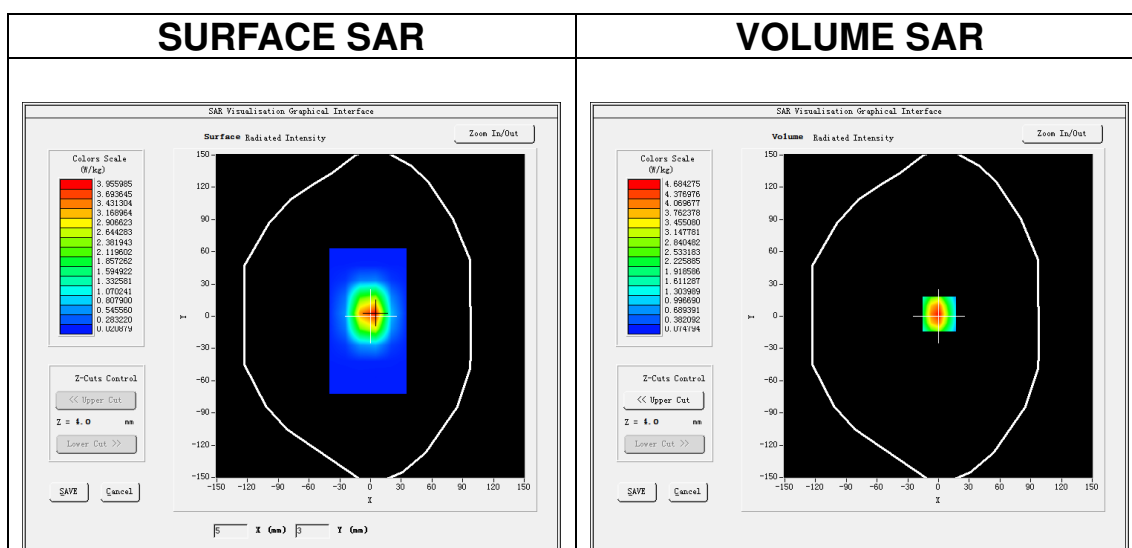 SURFACE SAR
SAR Visualisation Graphical Interface
Surface Radiated Intensity
Zoom In/Out
Colors Scale
(W/kg)
3.955985
3.693645
3.431304
3.168964
2.906623
2.644283
2.381943
2.119602
1.857262
1.594922
1.332581
1.070241
0.807900
0.545560
0.283220
0.020879
150
120
90
60
30
0
-30
-60
-90
-120
-150
Y
-150 -120 -90 -60 -30 0 30 60 90 120 150
X
Z-Cuts Control
<< Upper Cut
Z = 4.0 mm
Lower Cut >>
SAVE Cancel
5 X (mm) 3 Y (mm)
VOLUME SAR
SAR Visualisation Graphical Interface
Volume Radiated Intensity
Zoom In/Out
Colors Scale
(W/kg)
4.684275
4.376976
4.069677
3.762378
3.455080
3.147781
2.840482
2.533183
2.225885
1.918586
1.611287
1.303989
0.996690
0.689391
0.382092
0.074794
150
120
90
60
30
0
-30
-60
-90
-120
-150
Y
-150 -120 -90 -60 -30 0 30 60 90 120 150
X
Z-Cuts Control
<< Upper Cut
Z = 4.0 mm
Lower Cut >>
SAVE Cancel